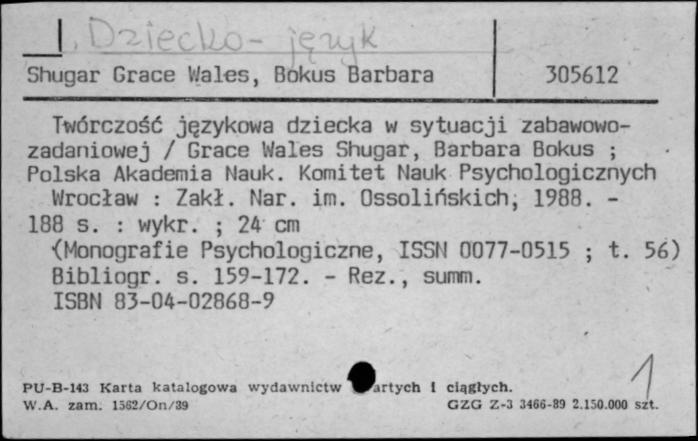 1. Dziecko - język
Shugar Grace Wales, Bokus Barbara 305612
Twórczość językowa dziecka w sytuacji zabawowo-
zadaniowej / Grace Wales Shugar, Barbara Bokus ;
Polska Akademia Nauk. Komitet Nauk Psychologicznych
Wrocław : Zakł. Nar. im. Ossolińskich, 1988. -
188 s. : wykr. ; 24 cm
(Monografie Psychologiczne, ISSN 0077-0515 ; t. 56)
Bibliogr. s. 159-172. - Rez., summ.
ISBN 83-04-02868-9
1
PU-B-143 Karta katalogowa wydawnictw artych i ciągłych.
W.A. zam. 1562/On/89 GZG Z-3 3466-89 2.150.000 szt.